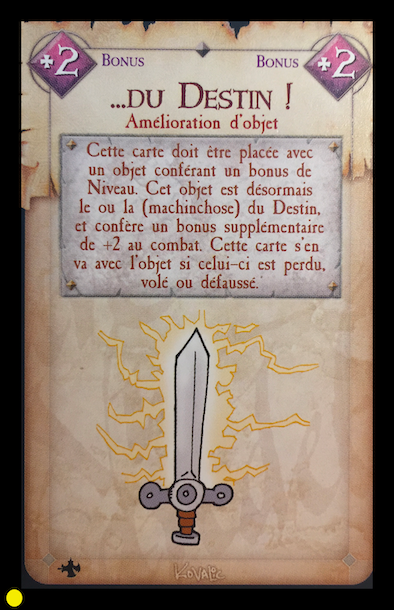 +2 BONUS BONUS +2
...DU DESTIN !
Amélioration d'objet
Cette carte doit être placée avec
un objet conférant un bonus de
Niveau. Cet objet est désormais
le ou la (machinchose) du Destin,
et confère un bonus supplémentaire
de +2 au combat. Cette carte s'en
va avec l'objet si celui-ci est perdu,
volé ou défaussé.
KOVALIC